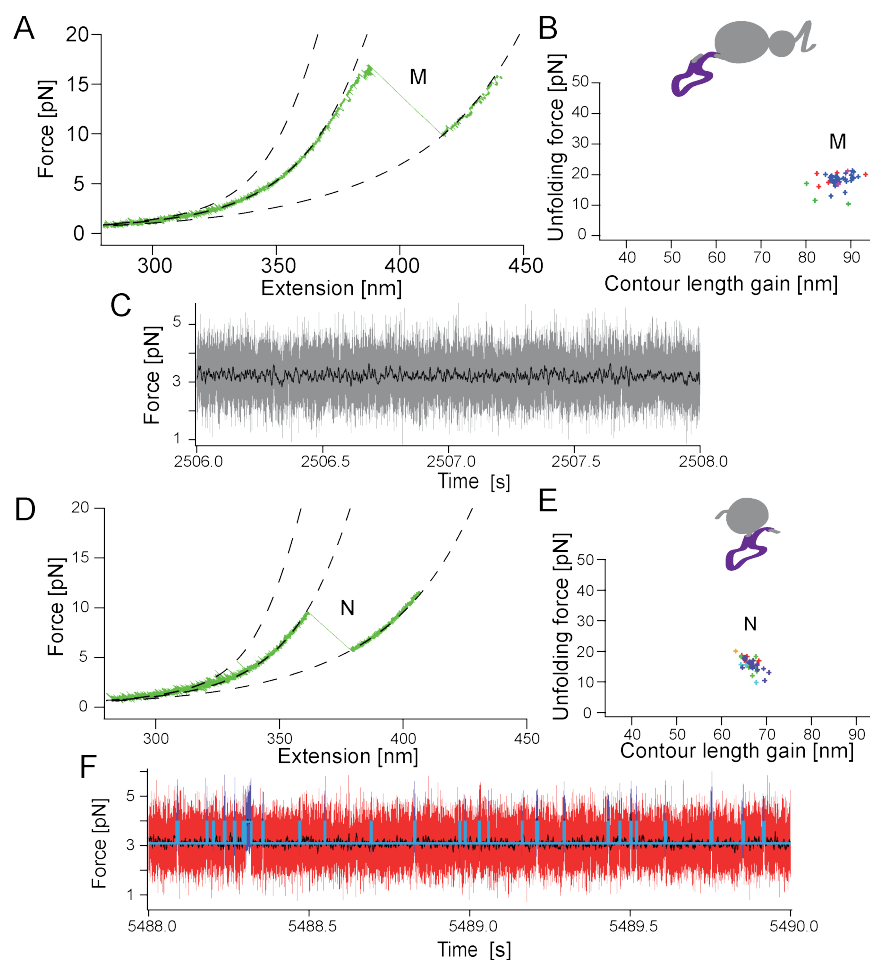 A
20
15
10
5
0
Force [pN]
M
300
350
400
450
Extension [nm]
B
50
40
30
20
10
0
Unfolding force [pN]
M
40
50
60
70
80
90
Contour length gain [nm]
C
5
3
1
Force [pN]
2506.0
2506.5
2507.0
2507.5
2508.0
Time [s]
D
20
15
10
5
0
Force [pN]
N
300
350
400
450
Extension [nm]
E
50
40
30
20
10
0
Unfolding force [pN]
N
40
50
60
70
80
90
Contour length gain [nm]
F
5
3
1
Force [pN]
5488.0
5488.5
5489.0
5489.5
5490.0
Time [s]